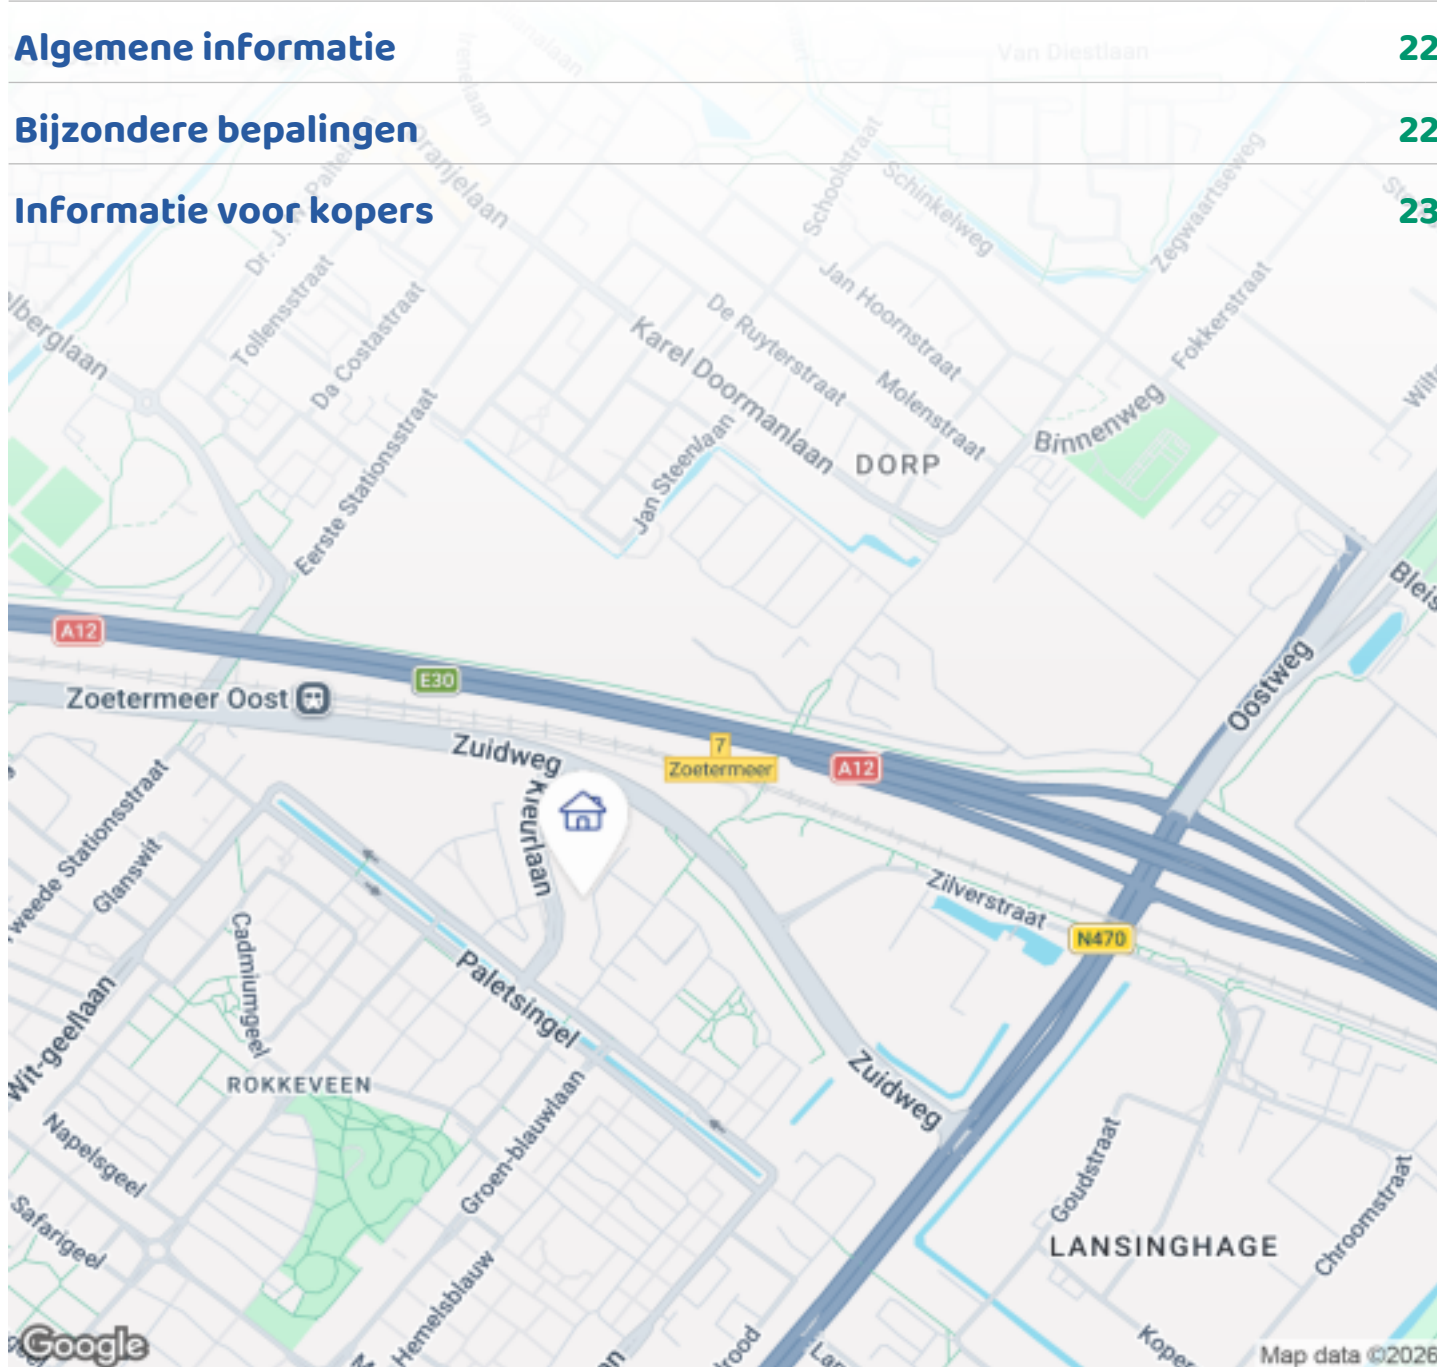 Algemene informatie 22
Bijzondere bepalingen 22
Informatie voor kopers 23
Van Diestlaan
Irenelaan
Oranjelaan
Schoolstraat
Schinkelweg
Zegwaartseweg
Dr. J.W. Paltelaan
Tollensstraat
Da Costastraat
Jan Hoornstraat
De Ruyterstraat
Fokkerstraat
Karel Doormanlaan
Molenstraat
Binnenweg
Eerste Stationsstraat
Jan Steenlaan
DORP
A12
E30
Zoetermeer Oost
Oostweg
Zuidweg
7
Zoetermeer
A12
Kleurlaan
Tweede Stationsstraat
Glanswit
Zilverstraat
N470
Cadmiumgeel
Paletsingel
Wit-geellaan
ROKKEVEEN
Zuidweg
Napelsgeel
Groen-blauwlaan
Goudstraat
Safarigeel
LANSINGHAGE
Chroomstraat
Hemelsblauw
Google
Map data ©2026